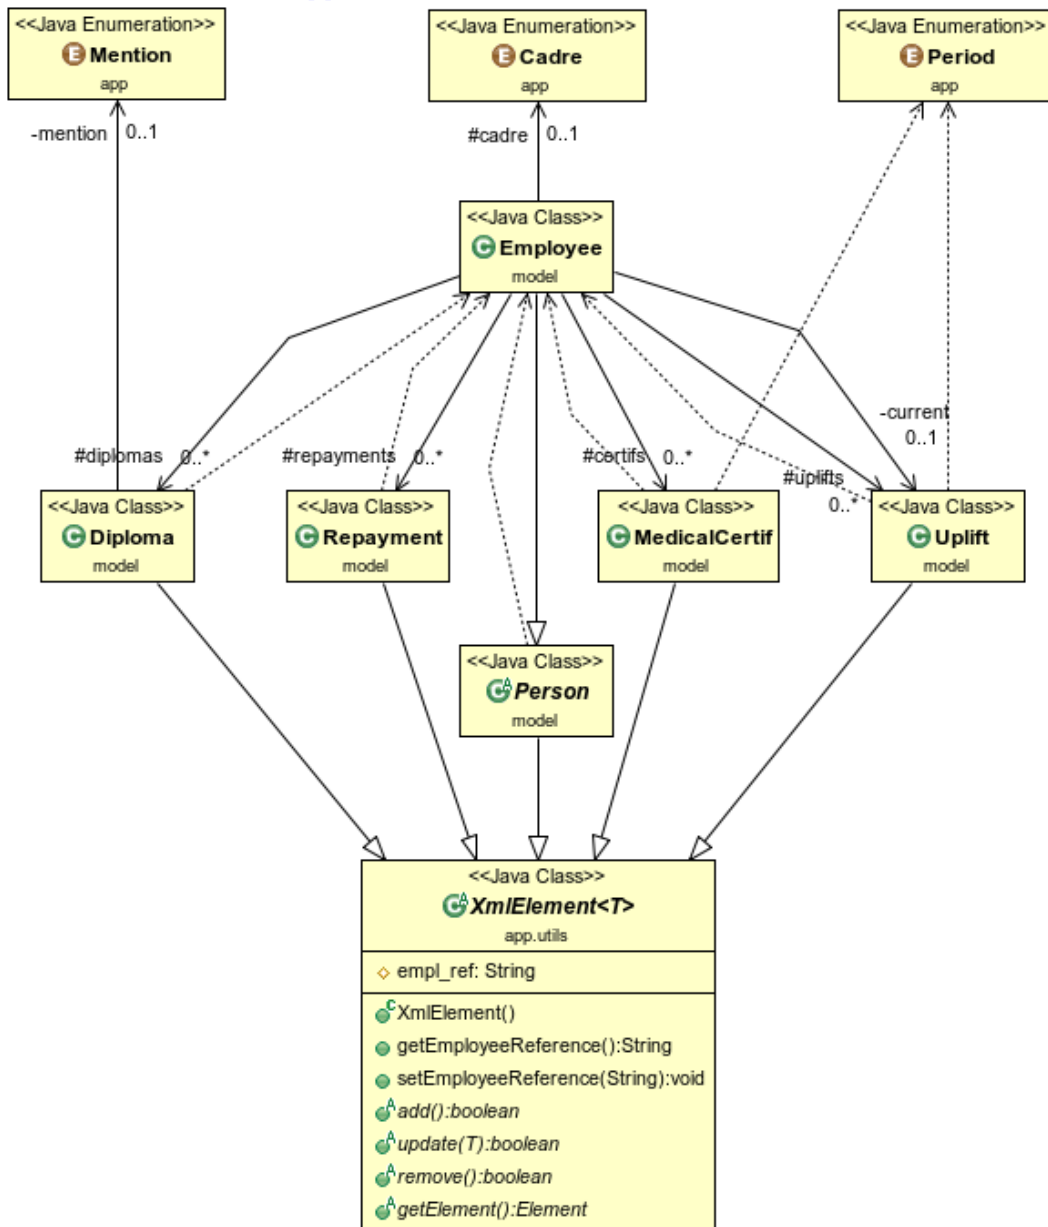 <<Java Enumeration>>
Mention
app
<<Java Enumeration>>
Cadre
app
<<Java Enumeration>>
Period
app
-mention
0..1
#cadre
0..1
<<Java Class>>
Employee
model
-current
0..1
#diplomas
0..*
#repayments
0..*
#certifs
0..*
#uplifts
0..*
<<Java Class>>
Diploma
model
<<Java Class>>
Repayment
model
<<Java Class>>
MedicalCertif
model
<<Java Class>>
Uplift
model
<<Java Class>>
Person
model
<<Java Class>>
XmlElement<T>
app.utils
empl_ref: String
XmlElement()
getEmployeeReference():String
setEmployeeReference(String):void
add():boolean
update(T):boolean
remove():boolean
getElement():Element